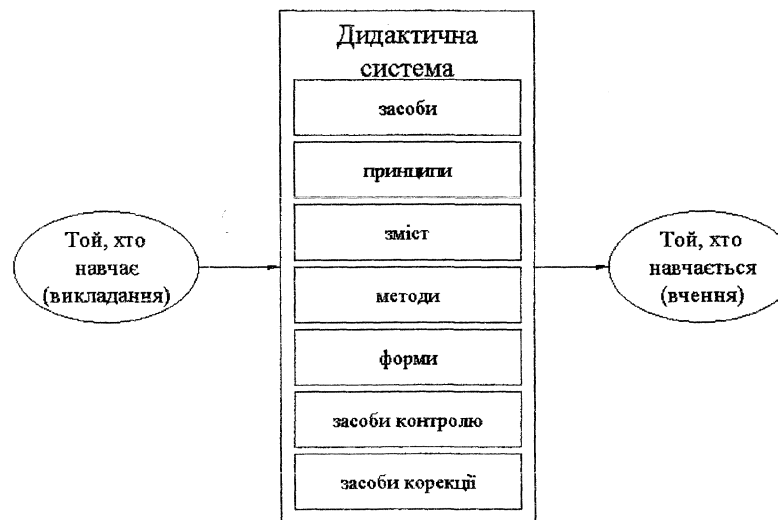 Дидактична
система
засоби
принципи
зміст
методи
форми
засоби контролю
засоби корекції
Той, хто
навчає
(викладання)
Той, хто
навчається
(вчення)